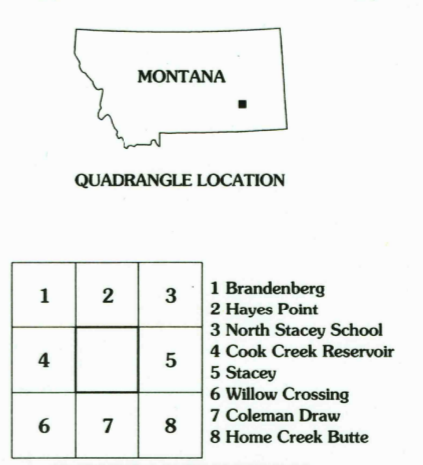 MONTANA
QUADRANGLE LOCATION
1 2 3
4 5
6 7 8
1 Brandenberg
2 Hayes Point
3 North Stacey School
4 Cook Creek Reservoir
5 Stacey
6 Willow Crossing
7 Coleman Draw
8 Home Creek Butte